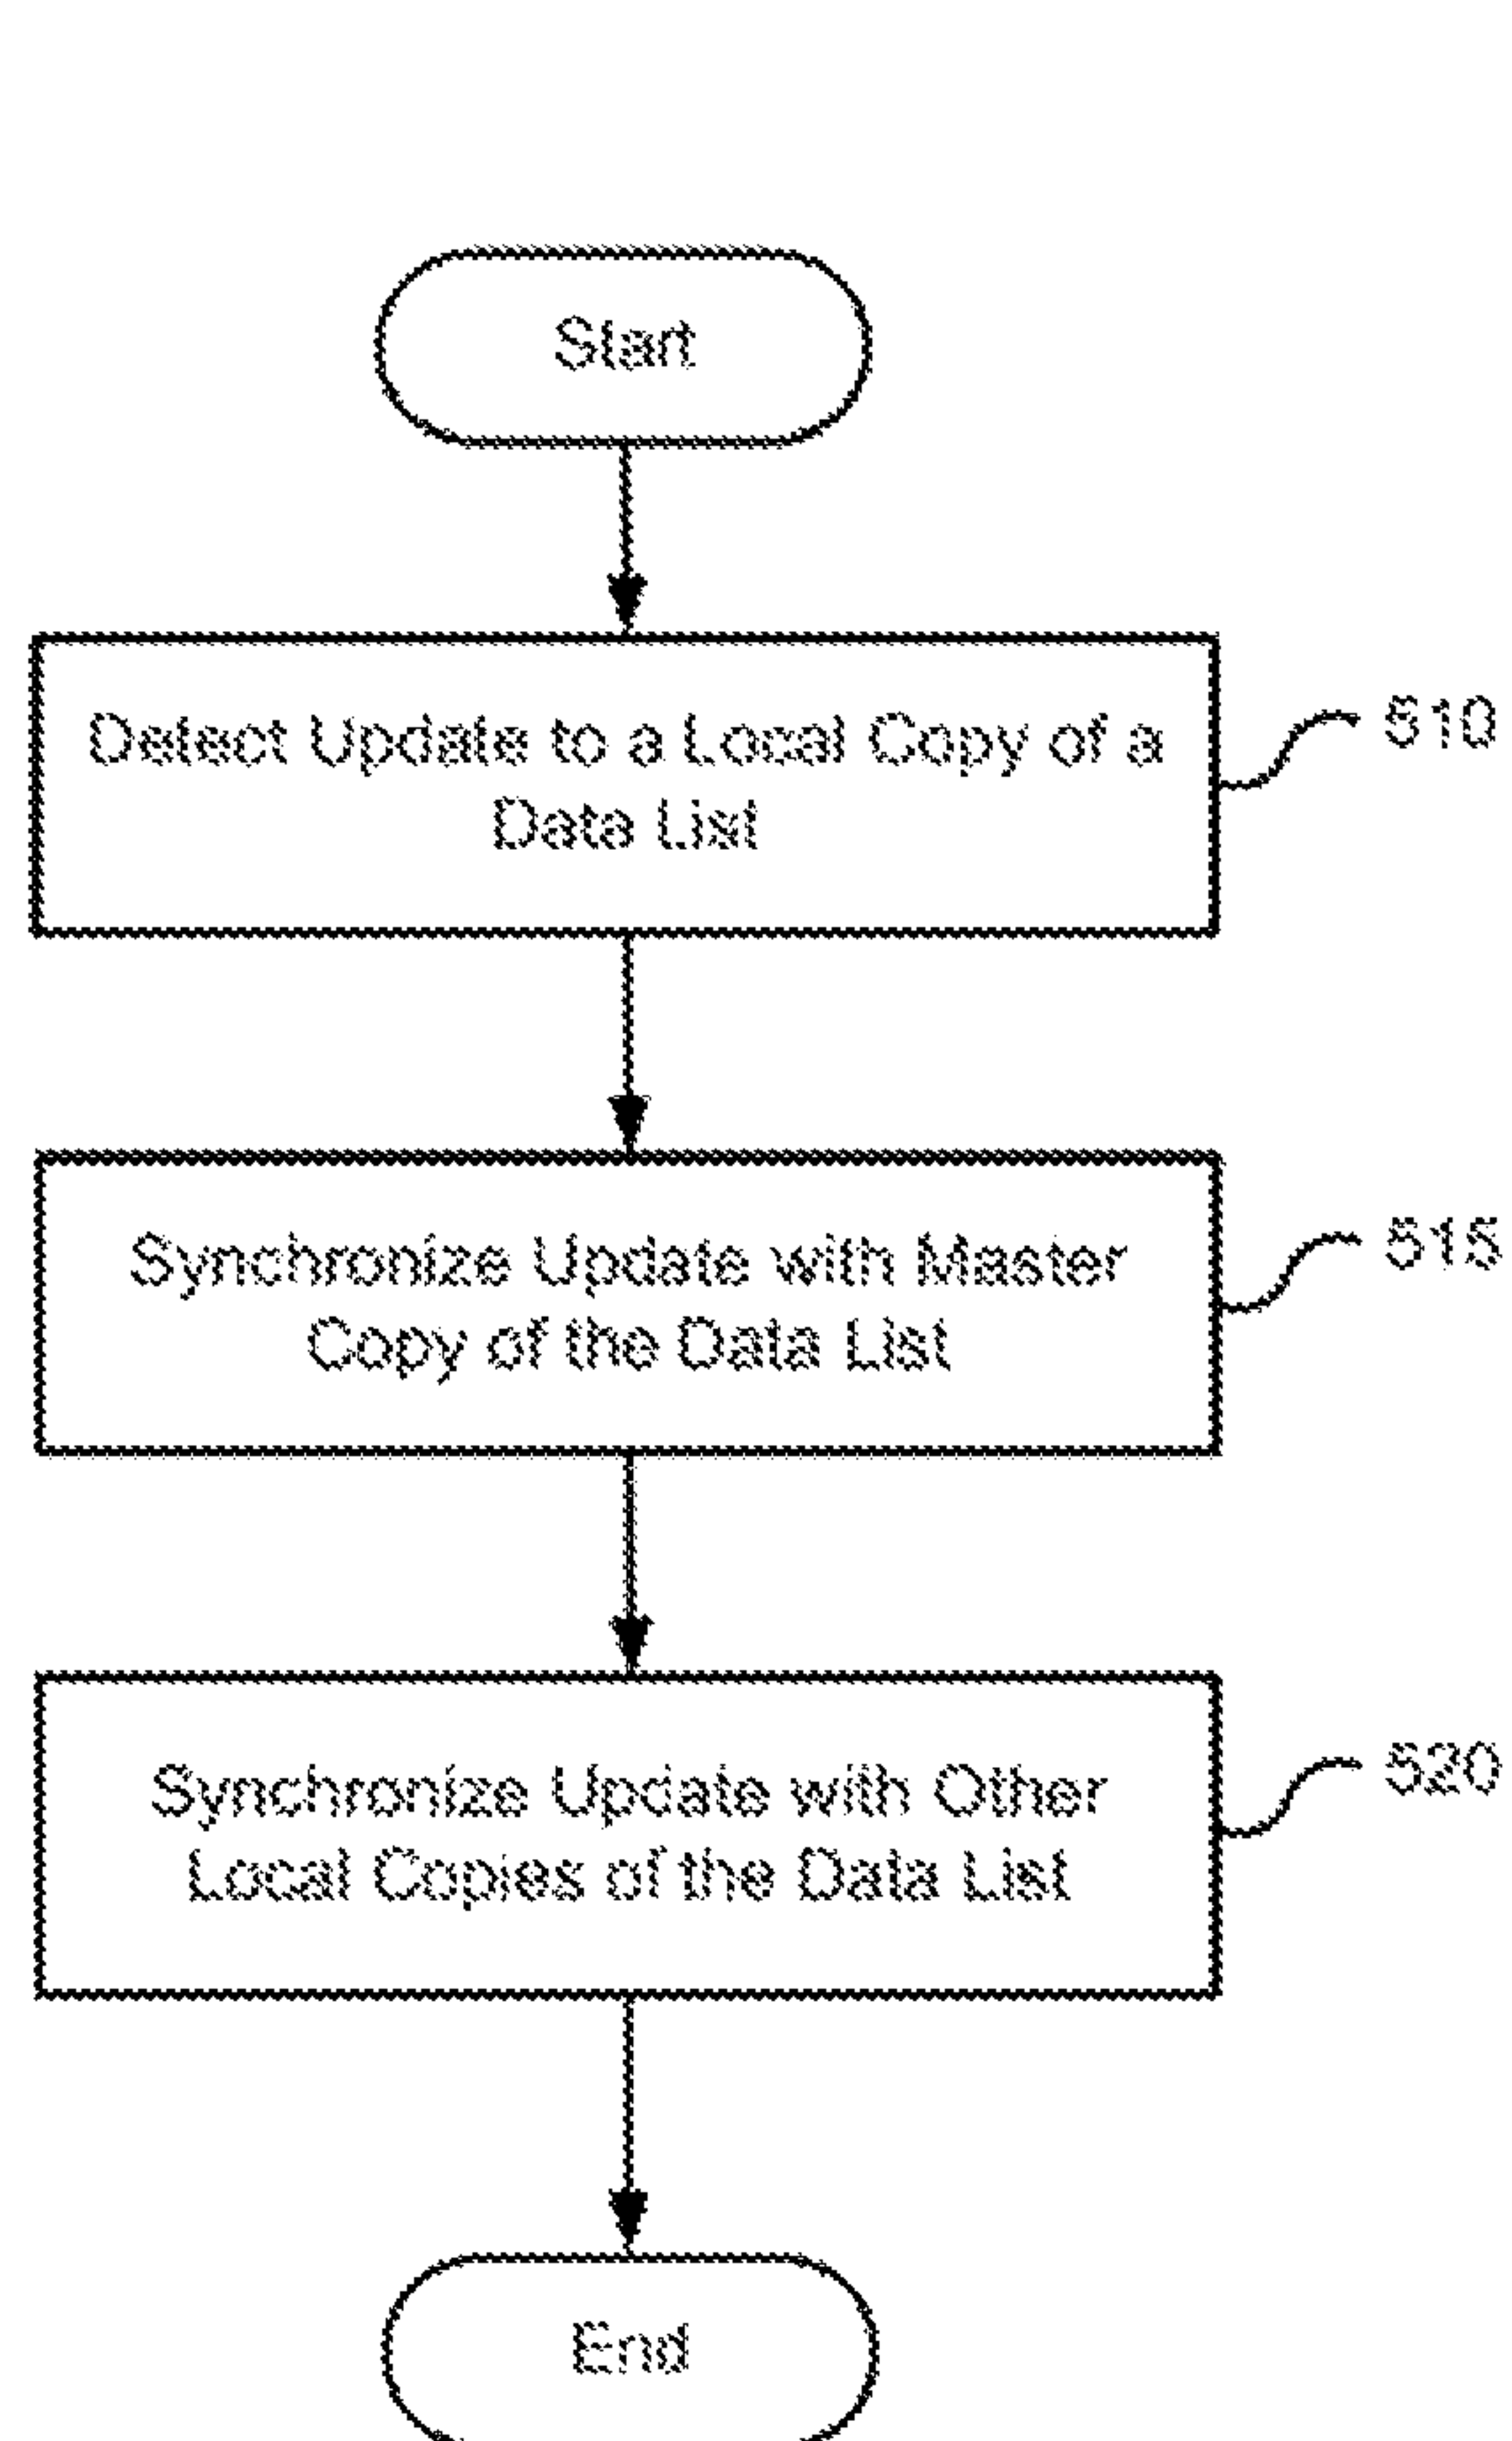 Start
Detect Update to a Local Copy of a
Data List
510
Synchronize Update with Master
Copy of the Data List
515
Synchronize Update with Other
Local Copies of the Data List
520
End